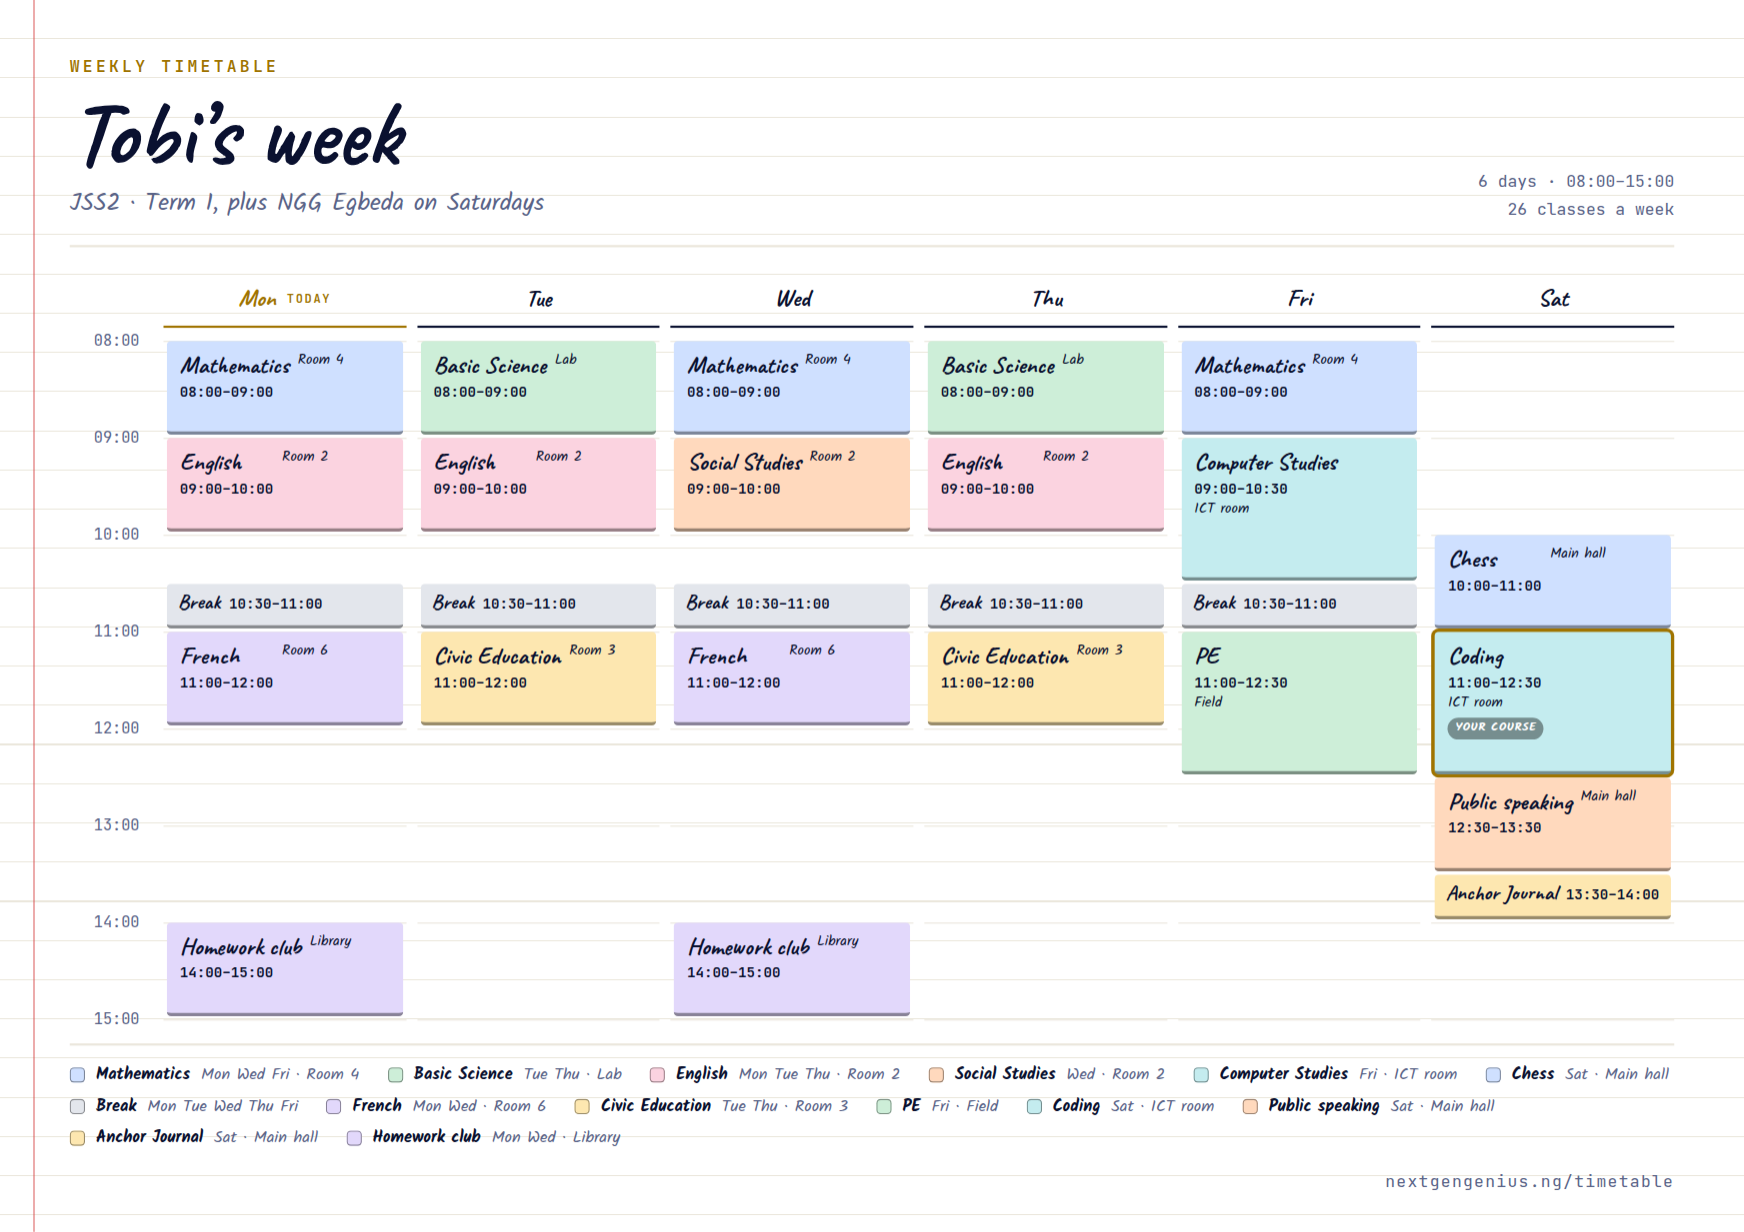 WEEKLY TIMETABLE
Tobi's week
JSS2 · Term 1, plus NGG Egbeda on Saturdays
6 days · 08:00–15:00
26 classes a week
Mon TODAY Tue Wed Thu Fri Sat
08:00
Mathematics Room 4
08:00–09:00
Basic Science Lab
08:00–09:00
Mathematics Room 4
08:00–09:00
Basic Science Lab
08:00–09:00
Mathematics Room 4
08:00–09:00
09:00
English Room 2
09:00–10:00
English Room 2
09:00–10:00
Social Studies Room 2
09:00–10:00
English Room 2
09:00–10:00
Computer Studies
09:00–10:30
ICT room
10:00
Chess Main hall
10:00–11:00
Break 10:30–11:00
Break 10:30–11:00
Break 10:30–11:00
Break 10:30–11:00
Break 10:30–11:00
11:00
French Room 6
11:00–12:00
Civic Education Room 3
11:00–12:00
French Room 6
11:00–12:00
Civic Education Room 3
11:00–12:00
PE
11:00–12:30
Field
Coding
11:00–12:30
ICT room
YOUR COURSE
12:00
Public speaking Main hall
12:30–13:30
13:00
Anchor Journal 13:30–14:00
14:00
Homework club Library
14:00–15:00
Homework club Library
14:00–15:00
15:00
Mathematics Mon Wed Fri · Room 4 Basic Science Tue Thu · Lab English Mon Tue Thu · Room 2 Social Studies Wed · Room 2 Computer Studies Fri · ICT room Chess Sat · Main hall
Break Mon Tue Wed Thu Fri French Mon Wed · Room 6 Civic Education Tue Thu · Room 3 PE Fri · Field Coding Sat · ICT room Public speaking Sat · Main hall
Anchor Journal Sat · Main hall Homework club Mon Wed · Library
nextgengenius.ng/timetable